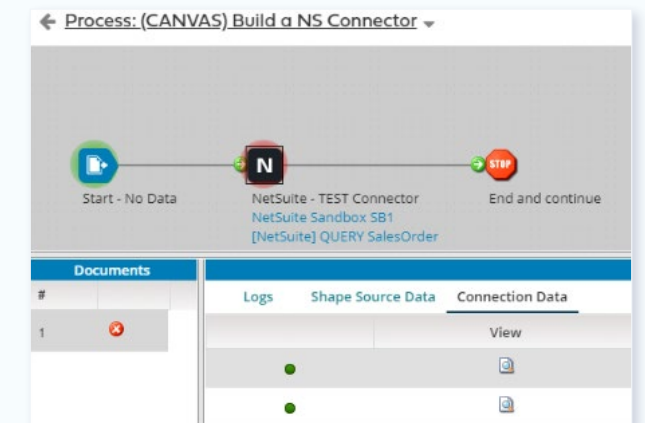 Process: (CANVAS) Build a NS Connector
N
STOP
Start - No Data
NetSuite - TEST Connector
End and continue
NetSuite Sandbox SB1
[NetSuite] QUERY SalesOrder
Documents
#
Logs Shape Source Data Connection Data
1
View